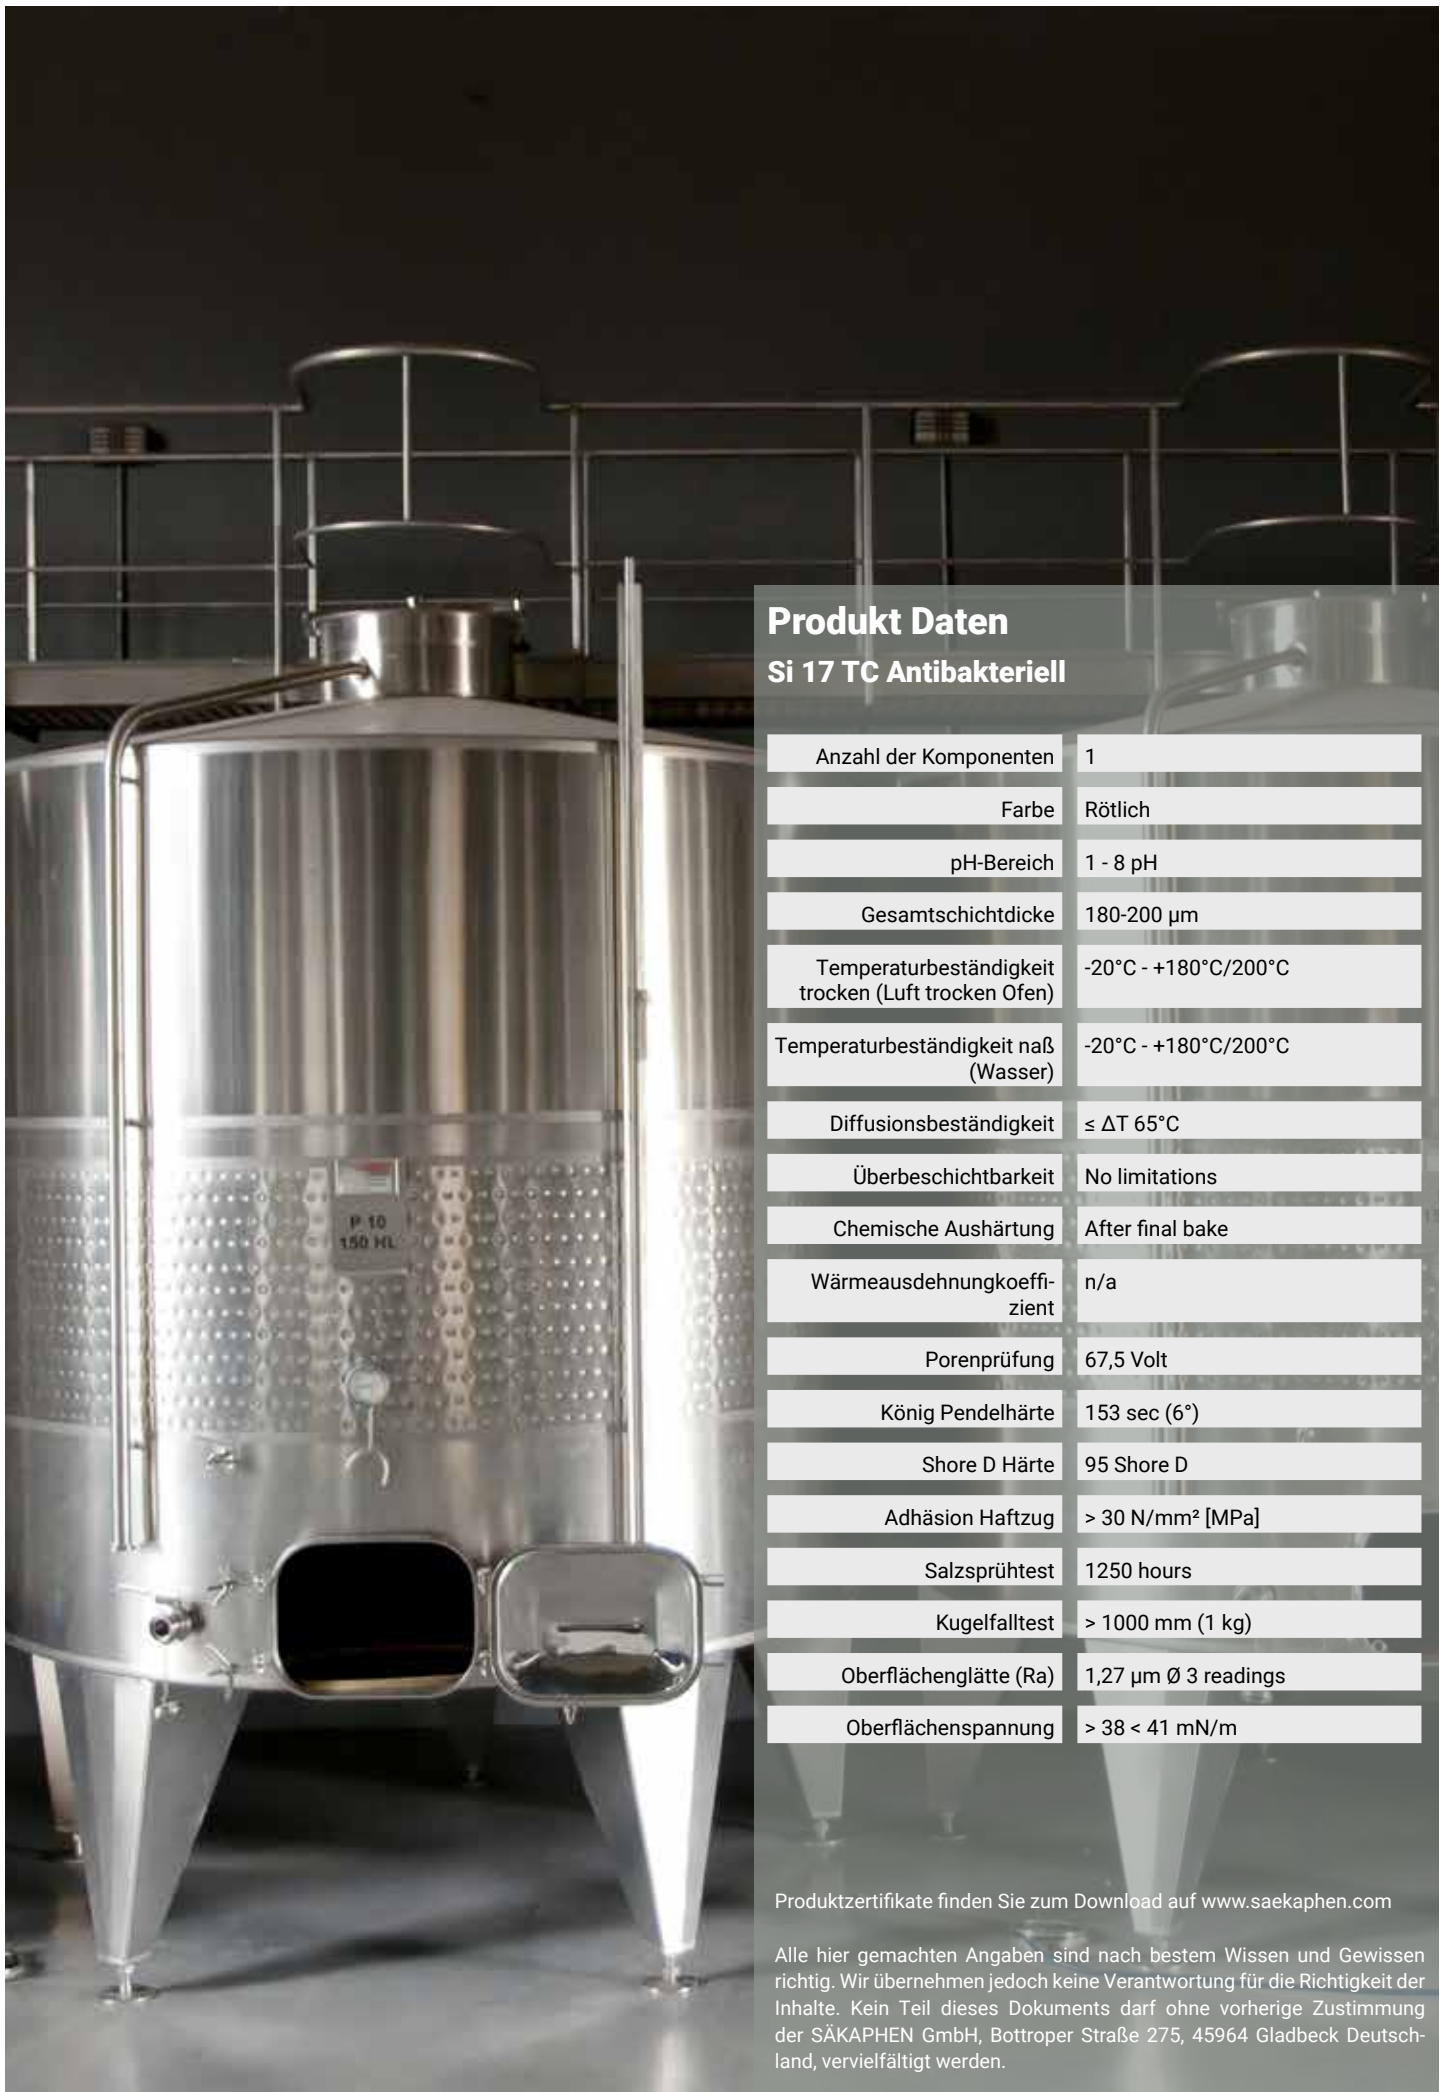 P 10
150 HL
Produkt Daten
Si 17 TC Antibakteriell
Anzahl der Komponenten 1
Farbe Rötlich
pH-Bereich 1 - 8 pH
Gesamtschichtdicke 180-200 µm
Temperaturbeständigkeit -20°C - +180°C/200°C
trocken (Luft trocken Ofen)
Temperaturbeständigkeit naß -20°C - +180°C/200°C
(Wasser)
Diffusionsbeständigkeit ≤ ΔT 65°C
Überbeschichtbarkeit No limitations
Chemische Aushärtung After final bake
Wärmeausdehnungkoeffi- n/a
zient
Porenprüfung 67,5 Volt
König Pendelhärte 153 sec (6°)
Shore D Härte 95 Shore D
Adhäsion Haftzug > 30 N/mm² [MPa]
Salzsprühtest 1250 hours
Kugelfalltest > 1000 mm (1 kg)
Oberflächenglätte (Ra) 1,27 µm Ø 3 readings
Oberflächenspannung > 38 < 41 mN/m
Produktzertifikate finden Sie zum Download auf www.saekaphen.com
Alle hier gemachten Angaben sind nach bestem Wissen und Gewissen
richtig. Wir übernehmen jedoch keine Verantwortung für die Richtigkeit der
Inhalte. Kein Teil dieses Dokuments darf ohne vorherige Zustimmung
der SÄKAPHEN GmbH, Bottroper Straße 275, 45964 Gladbeck Deutsch-
land, vervielfältigt werden.